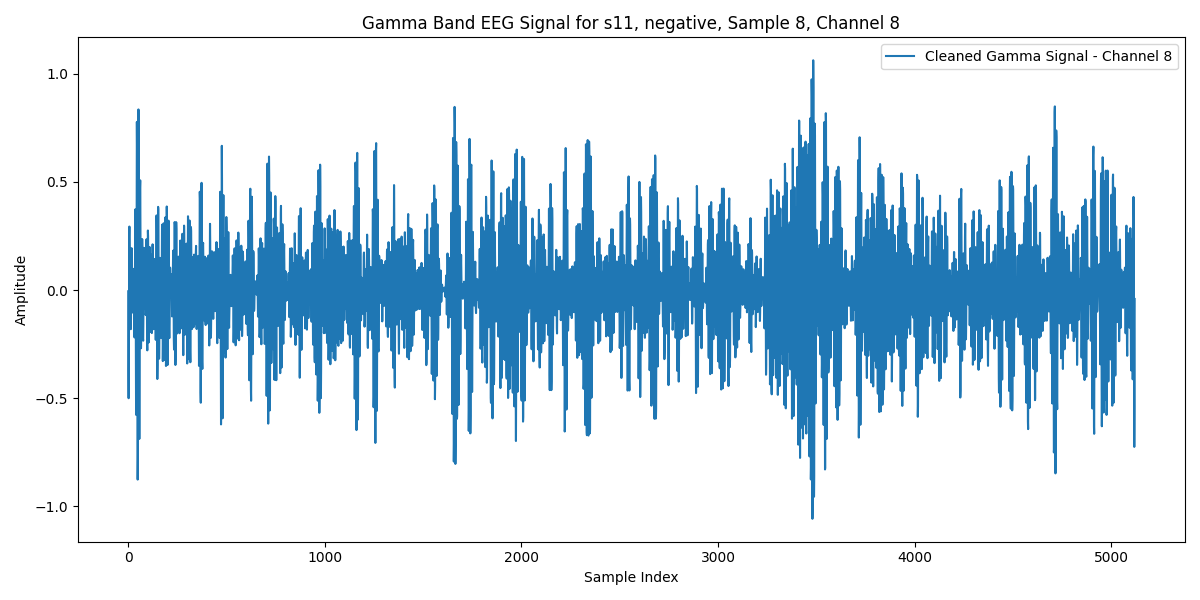 Gamma Band EEG Signal for s11, negative, Sample 8, Channel 8
Cleaned Gamma Signal - Channel 8
1.0
0.5
0.0
−0.5
−1.0
Amplitude
0 1000 2000 3000 4000 5000
Sample Index